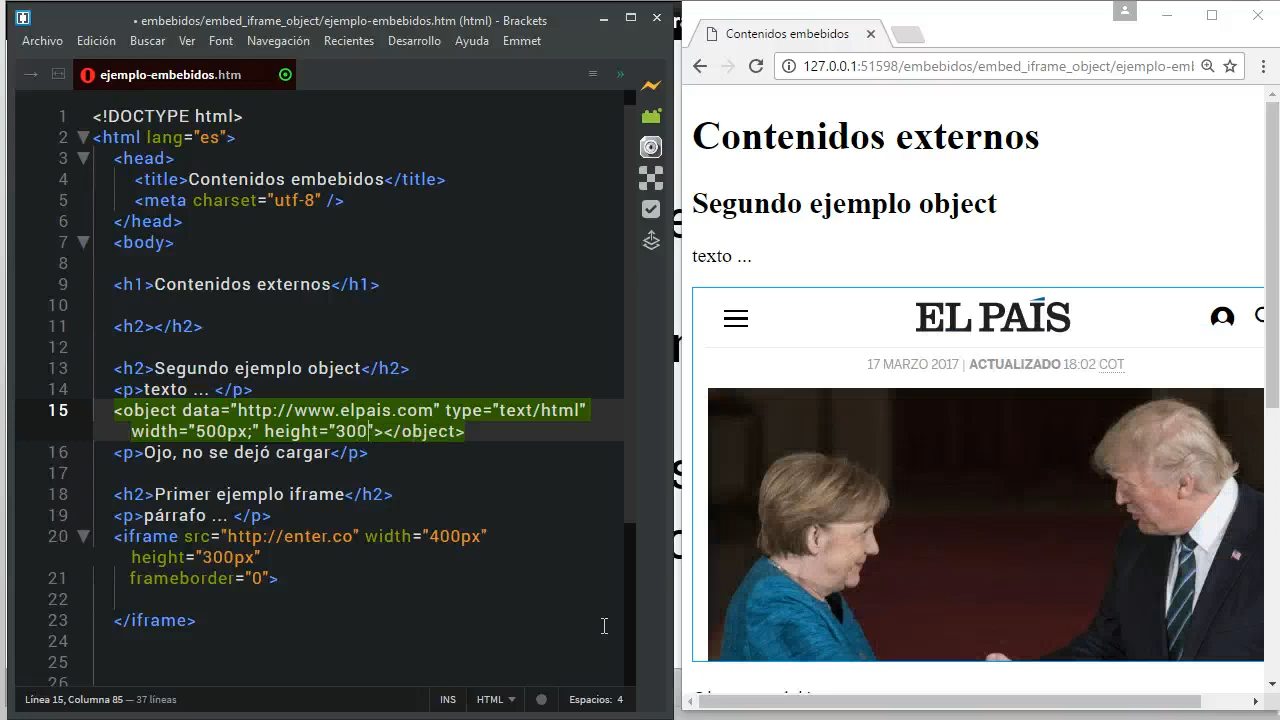 • embebidos/embed_iframe_object/ejemplo-embebidos.htm (html) - Brackets
Archivo Edición Buscar Ver Font Navegación Recientes Desarrollo Ayuda Emmet
ejemplo-embebidos.htm
1 <!DOCTYPE html>
2 <html lang="es">
3 <head>
4 <title>Contenidos embebidos</title>
5 <meta charset="utf-8" />
6 </head>
7 <body>
8
9 <h1>Contenidos externos</h1>
10
11 <h2></h2>
12
13 <h2>Segundo ejemplo object</h2>
14 <p>texto ... </p>
15 <object data="http://www.elpais.com" type="text/html"
width="500px;" height="300"></object>
16 <p>Ojo, no se dejó cargar</p>
17
18 <h2>Primer ejemplo iframe</h2>
19 <p>párrafo ... </p>
20 <iframe src="http://enter.co" width="400px"
height="300px"
21 frameborder="0">
22
23 </iframe>
24
25
26
Línea 15, Columna 85 — 37 líneas INS HTML Espacios: 4
Contenidos embebidos
127.0.0.1:51598/embebidos/embed_iframe_object/ejemplo-emb
Contenidos externos
Segundo ejemplo object
texto ...
EL PAÍS
17 MARZO 2017 | ACTUALIZADO 18:02 COT